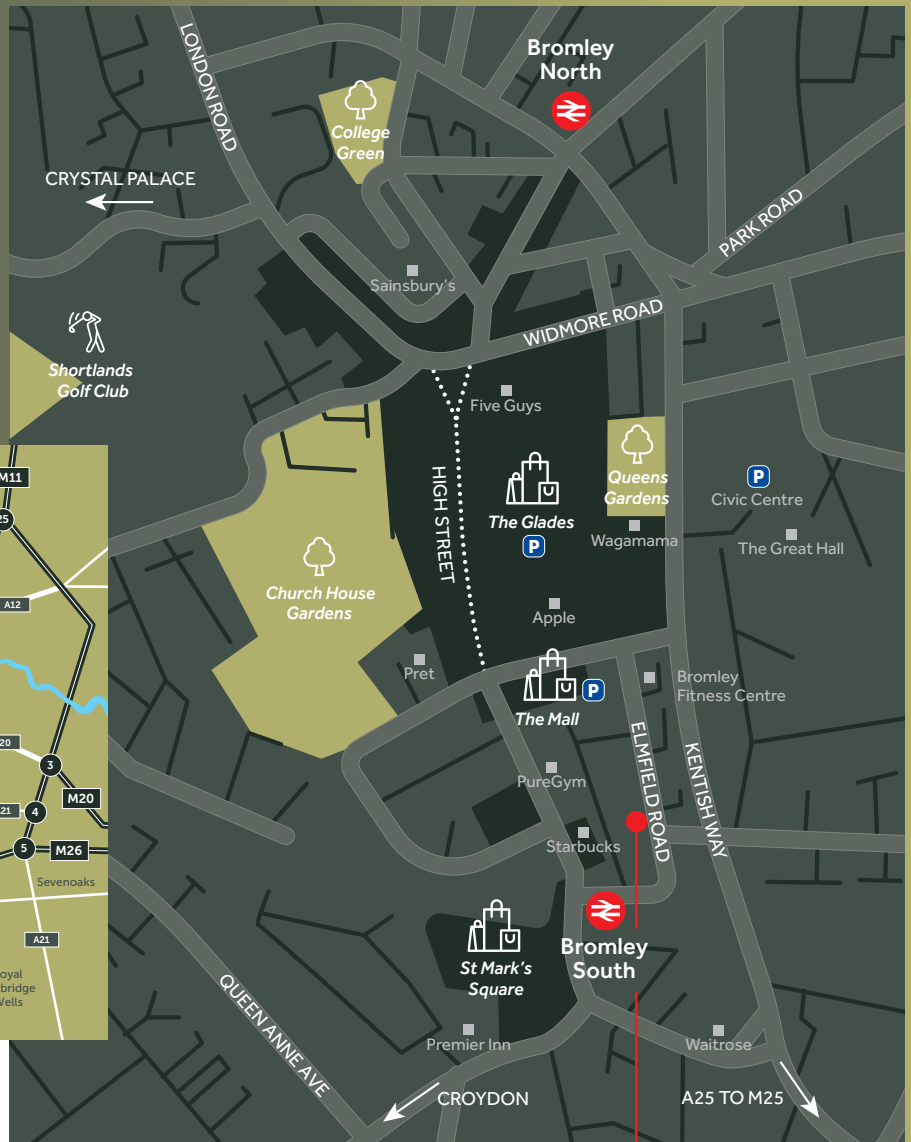 Bromley
North
LONDON ROAD
College
Green
CRYSTAL PALACE
PARK ROAD
Sainsbury's
WIDMORE ROAD
Shortlands
Golf Club
Five Guys
HIGH STREET
The Glades
P
Queens
Gardens
Wagamama
P
Civic Centre
The Great Hall
Church House
Gardens
Apple
Pret
The Mall
P
Bromley
Fitness Centre
ELMFIELD ROAD
KENTISH WAY
PureGym
Starbucks
Bromley
South
St Mark's
Square
QUEEN ANNE AVE
Premier Inn
Waitrose
CROYDON
A25 TO M25
M11
25
A12
20
3
M20
21
4
5
M26
Sevenoaks
A21
oyal
bridge
Wells